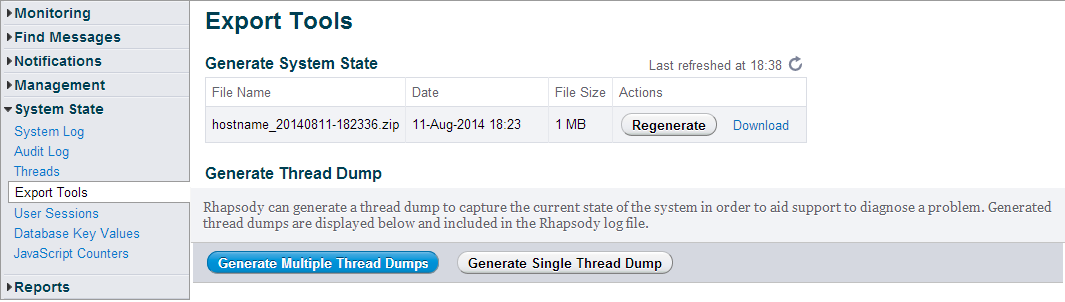 Monitoring
Find Messages
Notifications
Management
System State
System Log
Audit Log
Threads
Export Tools
User Sessions
Database Key Values
JavaScript Counters
Reports
Export Tools
Generate System State
Last refreshed at 18:38
File Name Date File Size Actions
hostname_20140811-182336.zip 11-Aug-2014 18:23 1 MB Regenerate Download
Generate Thread Dump
Rhapsody can generate a thread dump to capture the current state of the system in order to aid support to diagnose a problem. Generated
thread dumps are displayed below and included in the Rhapsody log file.
Generate Multiple Thread Dumps Generate Single Thread Dump